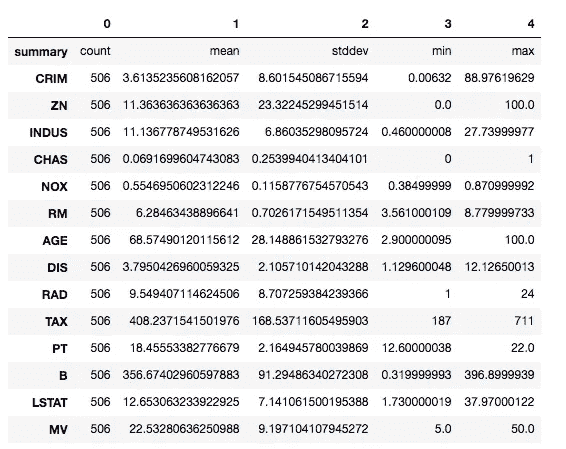 0 1 2 3 4
summary count mean stddev min max
CRIM 506 3.6135235608162057 8.601545086715594 0.00632 88.97619629
ZN 506 11.363636363636363 23.32245299451514 0.0 100.0
INDUS 506 11.136778749531626 6.86035298095724 0.460000008 27.73999977
CHAS 506 0.0691699604743083 0.2539940413404101 0 1
NOX 506 0.5546950602312246 0.1158776754570543 0.38499999 0.870999992
RM 506 6.28463438896641 0.7026171549511354 3.561000109 8.779999733
AGE 506 68.57490120115612 28.148861532793276 2.900000095 100.0
DIS 506 3.7950426960059325 2.105710142043288 1.129600048 12.12650013
RAD 506 9.549407114624506 8.707259384239366 1 24
TAX 506 408.2371541501976 168.53711605495903 187 711
PT 506 18.45553382776679 2.164945780039869 12.60000038 22.0
B 506 356.67402960597883 91.29486340272308 0.319999993 396.8999939
LSTAT 506 12.653063233922925 7.141061500195388 1.730000019 37.97000122
MV 506 22.53280636250988 9.197104107945272 5.0 50.0